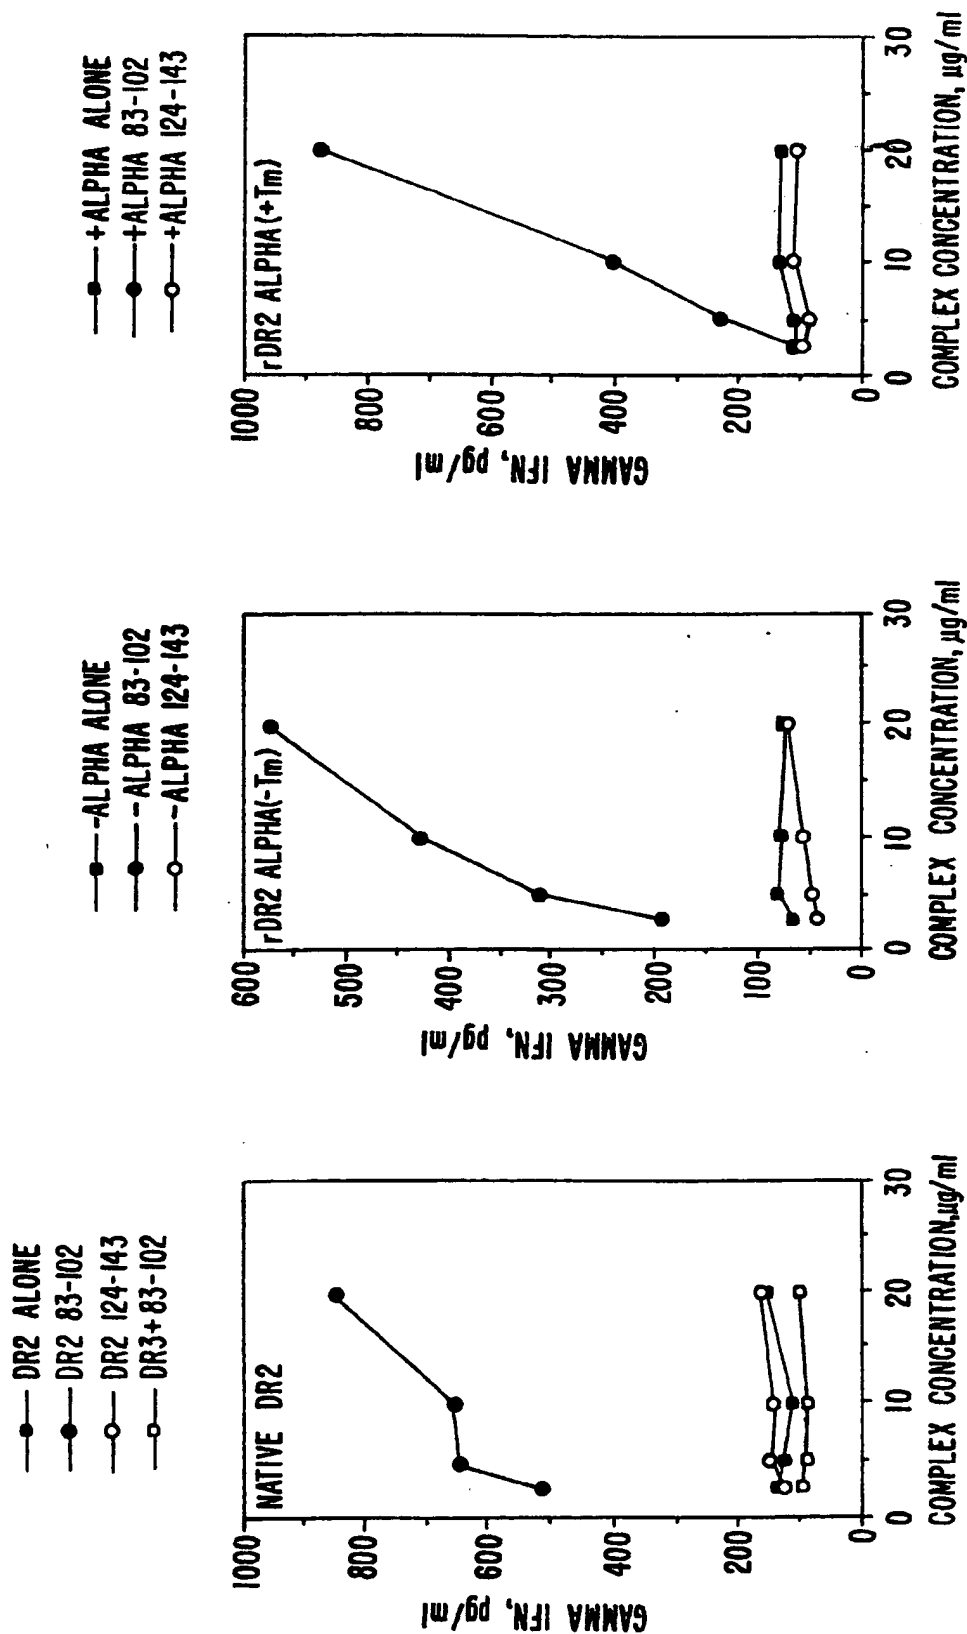 DR2 ALONE
DR2 83-102
DR2 124-143
DR3+83-102
NATIVE DR2
1000
800
600
400
200
0
GAMMA IFN, pg/ml
0 10 20 30
COMPLEX CONCENTRATION, µg/ml
-ALPHA ALONE
-ALPHA 83-102
-ALPHA 124-143
rDR2 ALPHA(-Tm)
600
500
400
300
200
100
0
GAMMA IFN, pg/ml
0 10 20 30
COMPLEX CONCENTRATION, µg/ml
+ALPHA ALONE
+ALPHA 83-102
+ALPHA 124-143
rDR2 ALPHA(+Tm)
1000
800
600
400
200
0
GAMMA IFN, pg/ml
0 10 20 30
COMPLEX CONCENTRATION, µg/ml